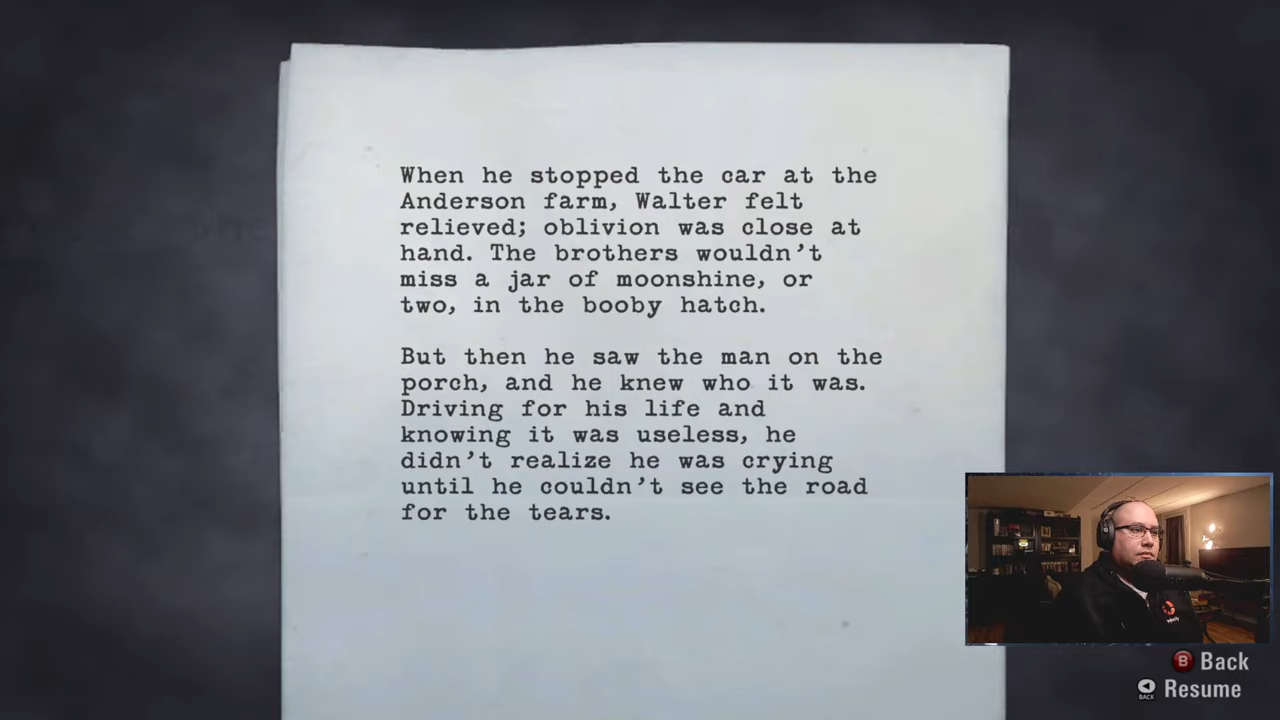 When he stopped the car at the
Anderson farm, Walter felt
relieved; oblivion was close at
hand. The brothers wouldn't
miss a jar of moonshine, or
two, in the booby hatch.
But then he saw the man on the
porch, and he knew who it was.
Driving for his life and
knowing it was useless, he
didn't realize he was crying
until he couldn't see the road
for the tears.
B Back
BACK Resume